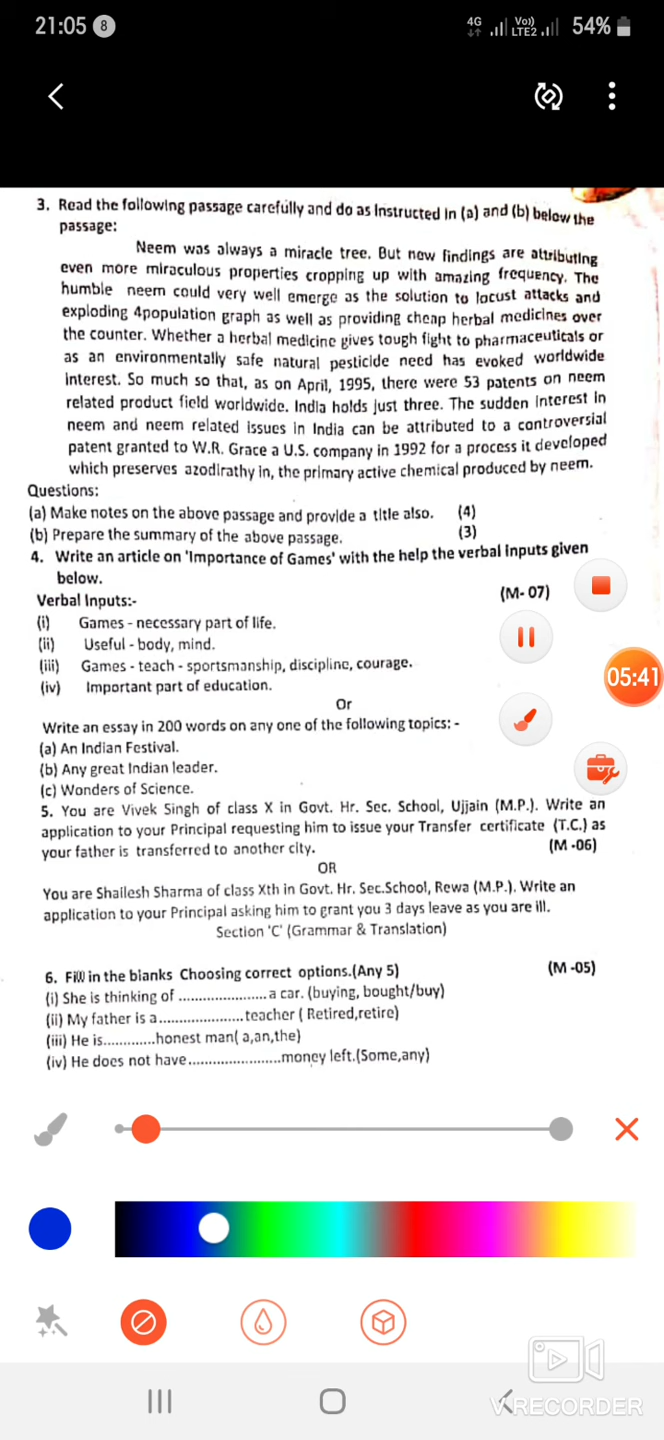 21:05 8 4G Vo)) LTE2 54%
3. Read the following passage carefully and do as Instructed in (a) and (b) below the
passage:
Neem was always a miracle tree. But new findings are attributing
even more miraculous properties cropping up with amazing frequency. The
humble neem could very well emerge as the solution to locust attacks and
exploding 4population graph as well as providing cheap herbal medicines over
the counter. Whether a herbal medicine gives tough fight to pharmaceuticals or
as an environmentally safe natural pesticide need has evoked worldwide
interest. So much so that, as on April, 1995, there were 53 patents on neem
related product field worldwide. India holds just three. The sudden interest in
neem and neem related issues in India can be attributed to a controversial
patent granted to W.R. Grace a U.S. company in 1992 for a process it developed
which preserves azodirathy in, the primary active chemical produced by neem.
Questions:
(a) Make notes on the above passage and provide a title also. (4)
(b) Prepare the summary of the above passage. (3)
4. Write an article on 'Importance of Games' with the help the verbal inputs given
below.
(M- 07)
Verbal Inputs:-
(i) Games - necessary part of life.
(ii) Useful - body, mind.
(iii) Games - teach - sportsmanship, discipline, courage.
(iv) Important part of education.
05:41
Or
Write an essay in 200 words on any one of the following topics: -
(a) An Indian Festival.
(b) Any great Indian leader.
(c) Wonders of Science.
5. You are Vivek Singh of class X in Govt. Hr. Sec. School, Ujjain (M.P.). Write an
application to your Principal requesting him to issue your Transfer certificate (T.C.) as
your father is transferred to another city. (M -06)
OR
You are Shailesh Sharma of class Xth in Govt. Hr. Sec.School, Rewa (M.P.). Write an
application to your Principal asking him to grant you 3 days leave as you are ill.
Section 'C' (Grammar & Translation)
6. Fill in the blanks Choosing correct options.(Any 5) (M -05)
(i) She is thinking of ......................a car. (buying, bought/buy)
(ii) My father is a.....................teacher ( Retired,retire)
(iii) He is.............honest man( a,an,the)
(iv) He does not have.......................money left.(Some,any)
V RECORDER